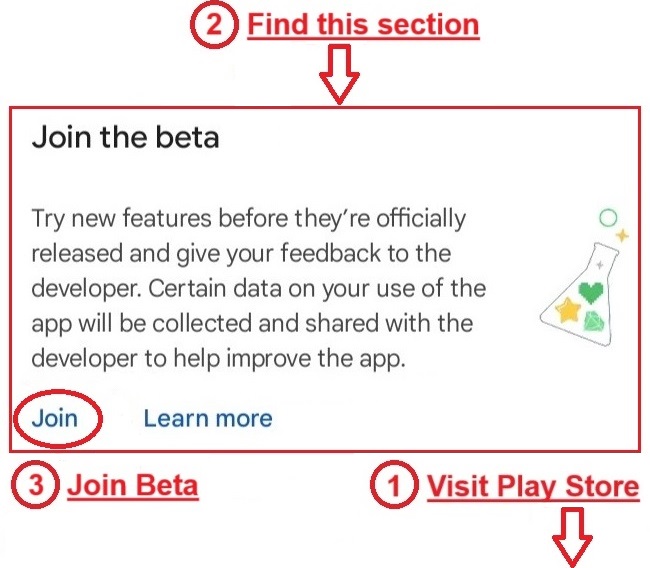 2 Find this section
Join the beta
Try new features before they're officially
released and give your feedback to the
developer. Certain data on your use of the
app will be collected and shared with the
developer to help improve the app.
Join Learn more
3 Join Beta 1 Visit Play Store